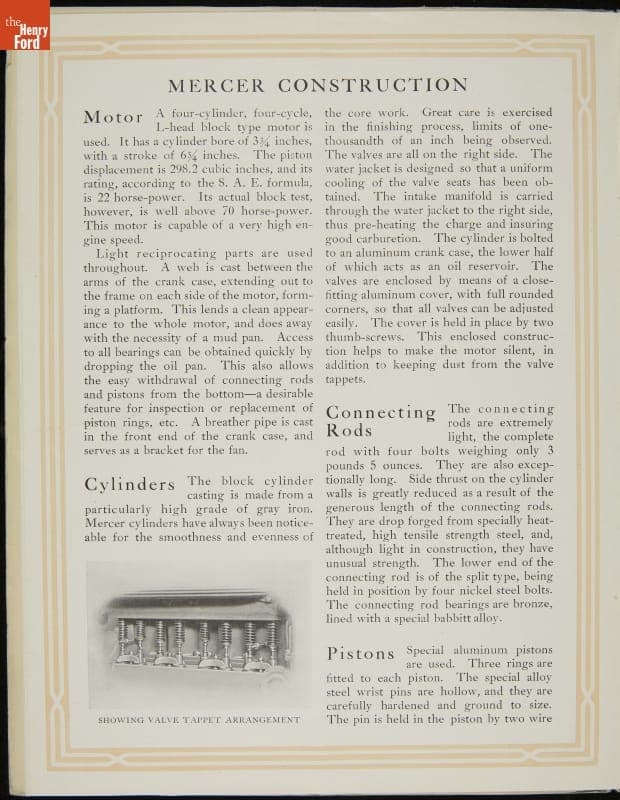 the
Henry
Ford
MERCER CONSTRUCTION
Motor A four-cylinder, four-cycle,
L-head block type motor is
used. It has a cylinder bore of 3¾ inches,
with a stroke of 6¾ inches. The piston
displacement is 298.2 cubic inches, and its
rating, according to the S. A. E. formula,
is 22 horse-power. Its actual block test,
however, is well above 70 horse-power.
This motor is capable of a very high en-
gine speed.
Light reciprocating parts are used
throughout. A web is cast between the
arms of the crank case, extending out to
the frame on each side of the motor, form-
ing a platform. This lends a clean appear-
ance to the whole motor, and does away
with the necessity of a mud pan. Access
to all bearings can be obtained quickly by
dropping the oil pan. This also allows
the easy withdrawal of connecting rods
and pistons from the bottom—a desirable
feature for inspection or replacement of
piston rings, etc. A breather pipe is cast
in the front end of the crank case, and
serves as a bracket for the fan.
Cylinders The block cylinder
casting is made from a
particularly high grade of gray iron.
Mercer cylinders have always been notice-
able for the smoothness and evenness of
SHOWING VALVE TAPPET ARRANGEMENT
the core work. Great care is exercised
in the finishing process, limits of one-
thousandth of an inch being observed.
The valves are all on the right side. The
water jacket is designed so that a uniform
cooling of the valve seats has been ob-
tained. The intake manifold is carried
through the water jacket to the right side,
thus pre-heating the charge and insuring
good carburetion. The cylinder is bolted
to an aluminum crank case, the lower half
of which acts as an oil reservoir. The
valves are enclosed by means of a close-
fitting aluminum cover, with full rounded
corners, so that all valves can be adjusted
easily. The cover is held in place by two
thumb-screws. This enclosed construc-
tion helps to make the motor silent, in
addition to keeping dust from the valve
tappets.
Connecting The connecting
Rods rods are extremely
light, the complete
rod with four bolts weighing only 3
pounds 5 ounces. They are also excep-
tionally long. Side thrust on the cylinder
walls is greatly reduced as a result of the
generous length of the connecting rods.
They are drop forged from specially heat-
treated, high tensile strength steel, and,
although light in construction, they have
unusual strength. The lower end of the
connecting rod is of the split type, being
held in position by four nickel steel bolts.
The connecting rod bearings are bronze,
lined with a special babbitt alloy.
Pistons Special aluminum pistons
are used. Three rings are
fitted to each piston. The special alloy
steel wrist pins are hollow, and they are
carefully hardened and ground to size.
The pin is held in the piston by two wire